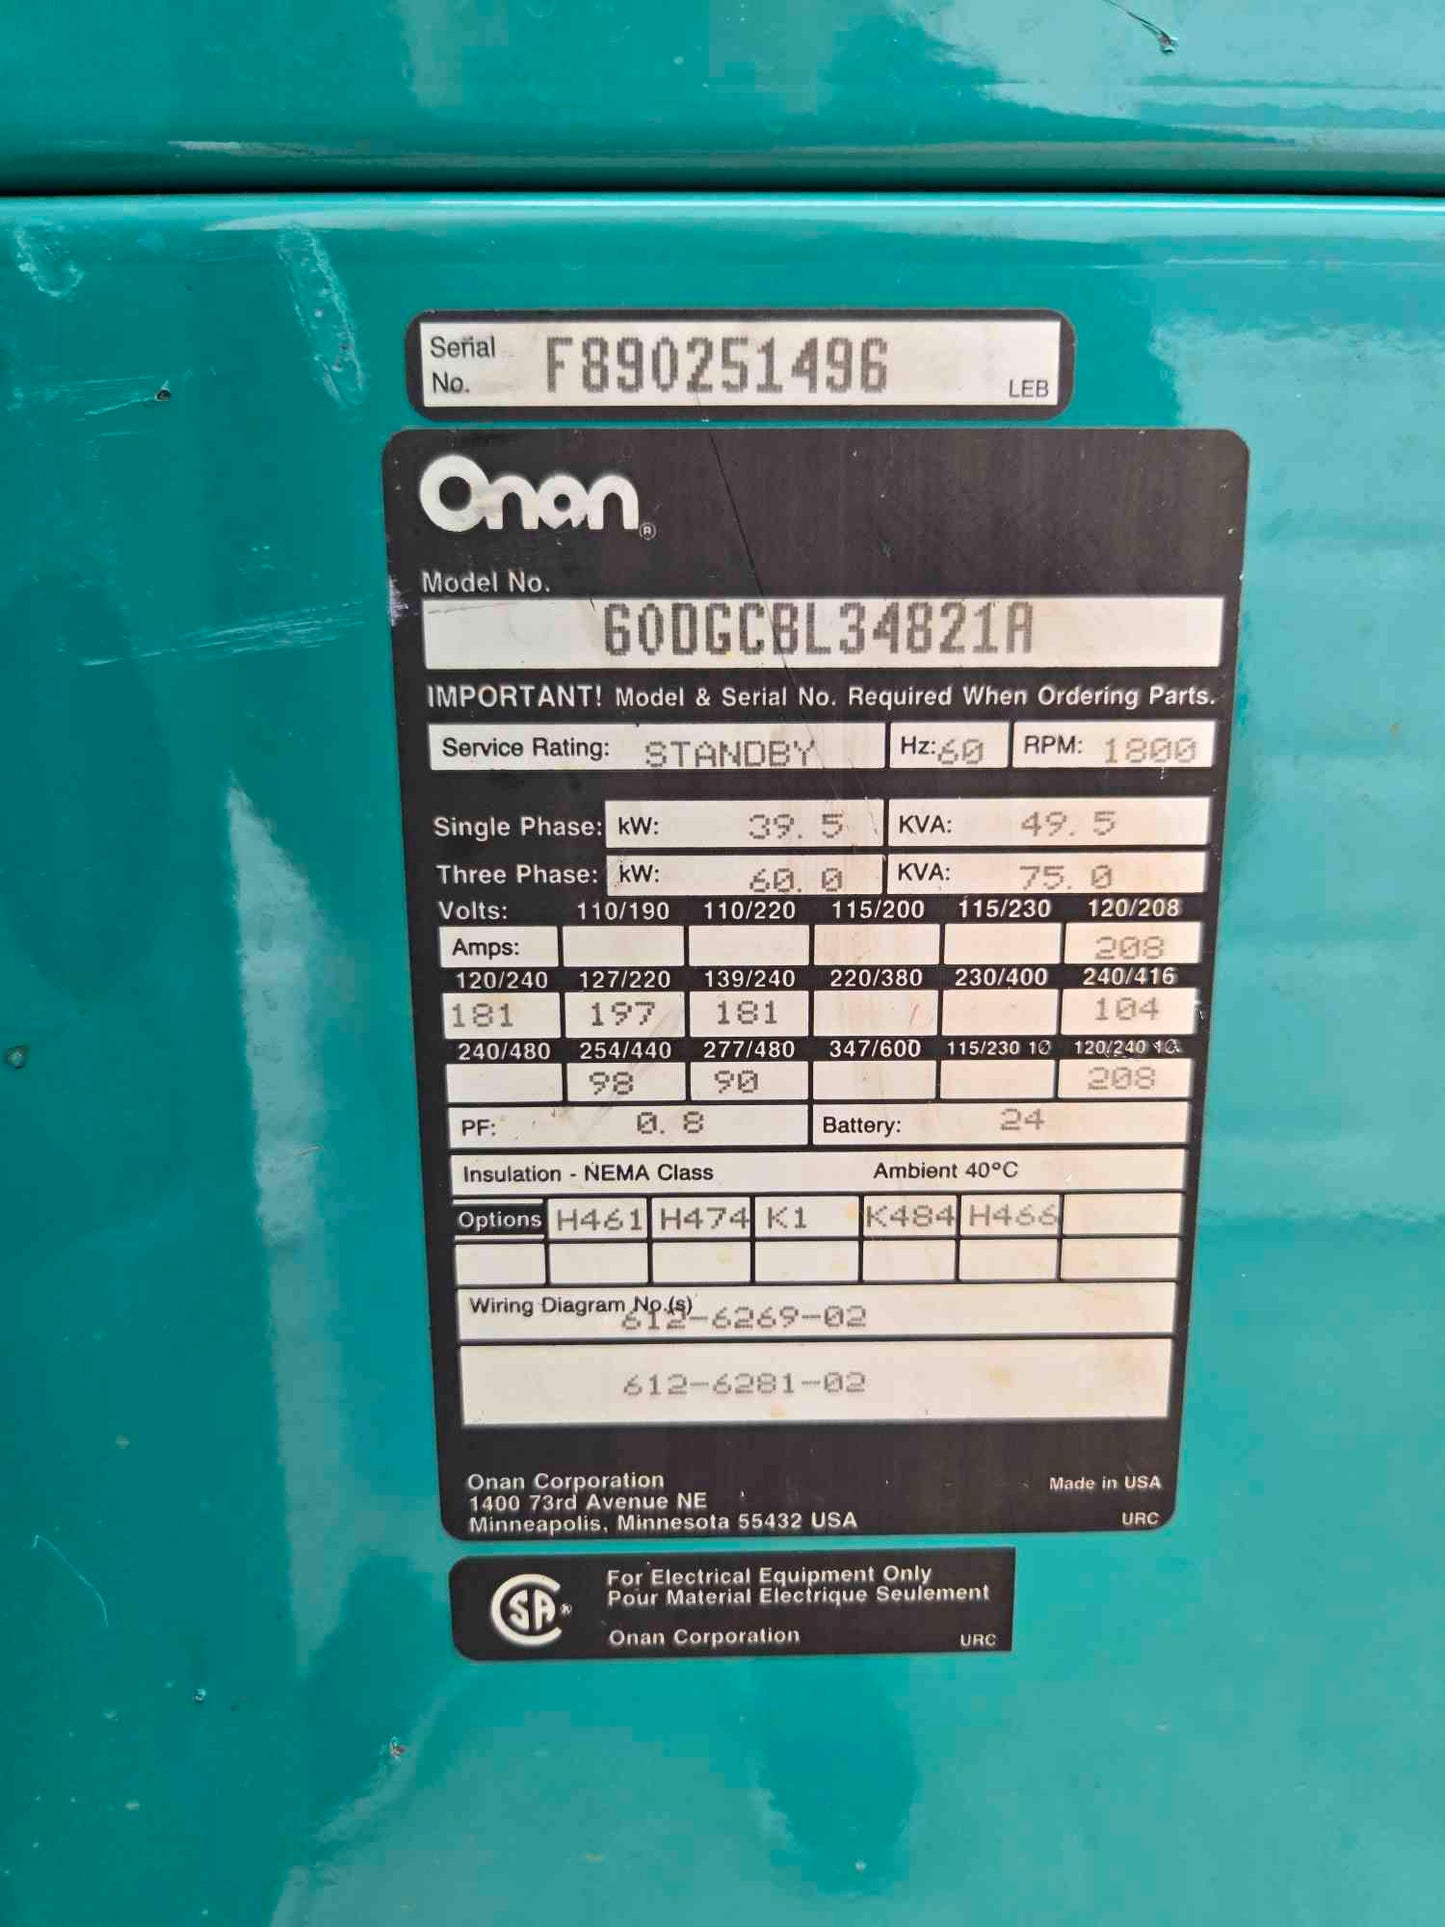 Serial No. F890251496 LEB
Onan®
Model No.
60DGCBL34821A
IMPORTANT! Model & Serial No. Required When Ordering Parts.
Service Rating: STANDBY Hz: 60 RPM: 1800
Single Phase: kW: 39.5 KVA: 49.5
Three Phase: kW: 60.0 KVA: 75.0
Volts: 110/190 110/220 115/200 115/230 120/208
Amps: 208
120/240 127/220 139/240 220/380 230/400 240/416
181 197 181 104
240/480 254/440 277/480 347/600 115/230 1Ø 120/240 1Ø
98 90 208
PF: 0.8 Battery: 24
Insulation - NEMA Class Ambient 40°C
Options H461 H474 K1 K484 H466
Wiring Diagram No.(s) 612-6269-02
612-6281-02
Onan Corporation Made in USA
1400 73rd Avenue NE
Minneapolis, Minnesota 55432 USA URC
SA® For Electrical Equipment Only
Pour Material Electrique Seulement
Onan Corporation URC